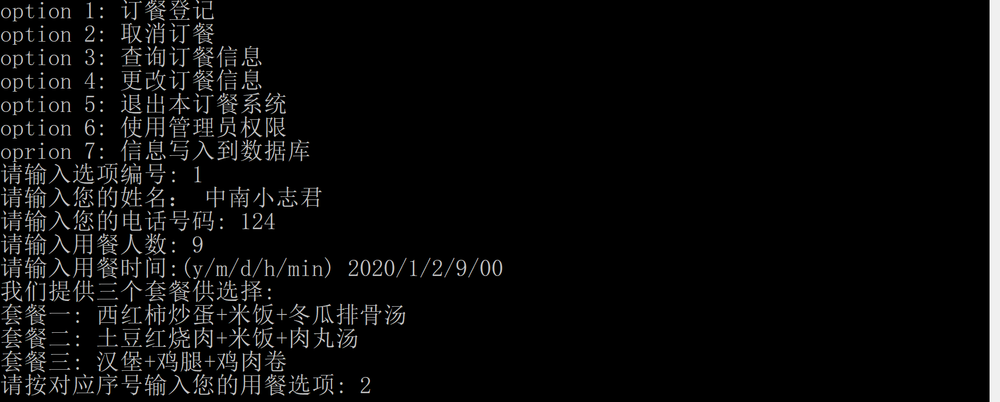 option 1: 订餐登记
option 2: 取消订餐
option 3: 查询订餐信息
option 4: 更改订餐信息
option 5: 退出本订餐系统
option 6: 使用管理员权限
oprion 7: 信息写入到数据库
请输入选项编号: 1
请输入您的姓名： 中南小志君
请输入您的电话号码: 124
请输入用餐人数: 9
请输入用餐时间:(y/m/d/h/min) 2020/1/2/9/00
我们提供三个套餐供选择:
套餐一: 西红柿炒蛋+米饭+冬瓜排骨汤
套餐二: 土豆红烧肉+米饭+肉丸汤
套餐三: 汉堡+鸡腿+鸡肉卷
请按对应序号输入您的用餐选项: 2